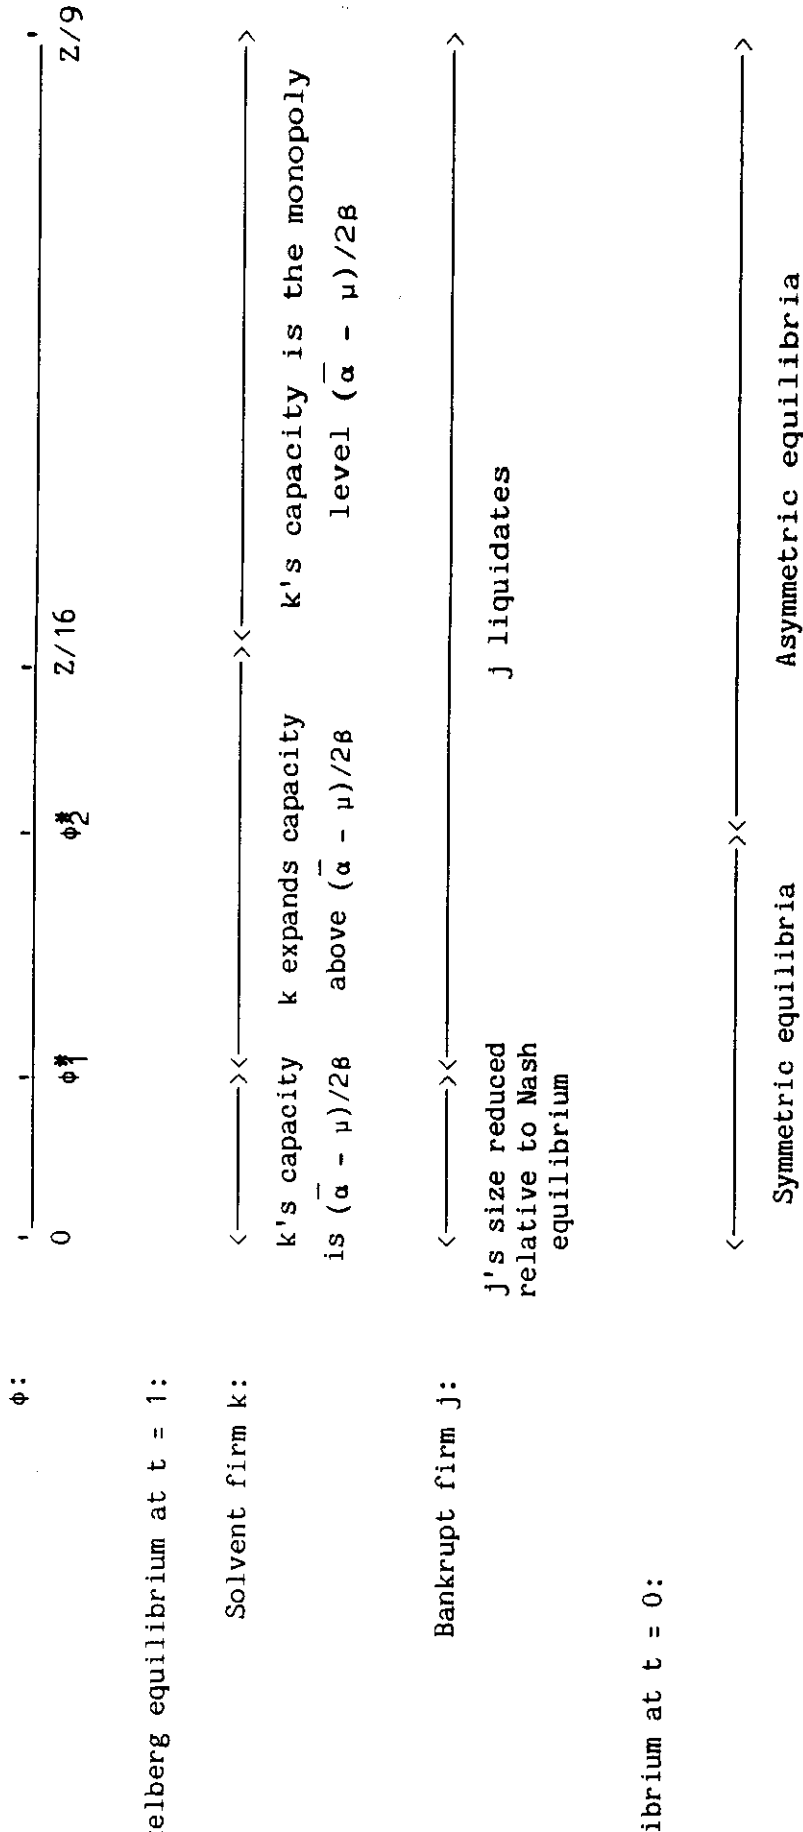 φ:
0
φ*1
φ*2
Z/16
Z/9
elberg equilibrium at t = 1:
Solvent firm k:
k's capacity
is (ᾱ - μ)/2β
k expands capacity
above (ᾱ - μ)/2β
k's capacity is the monopoly
level (ᾱ - μ)/2β
Bankrupt firm j:
j's size reduced
relative to Nash
equilibrium
j liquidates
ibrium at t = 0:
Symmetric equilibria
Asymmetric equilibria